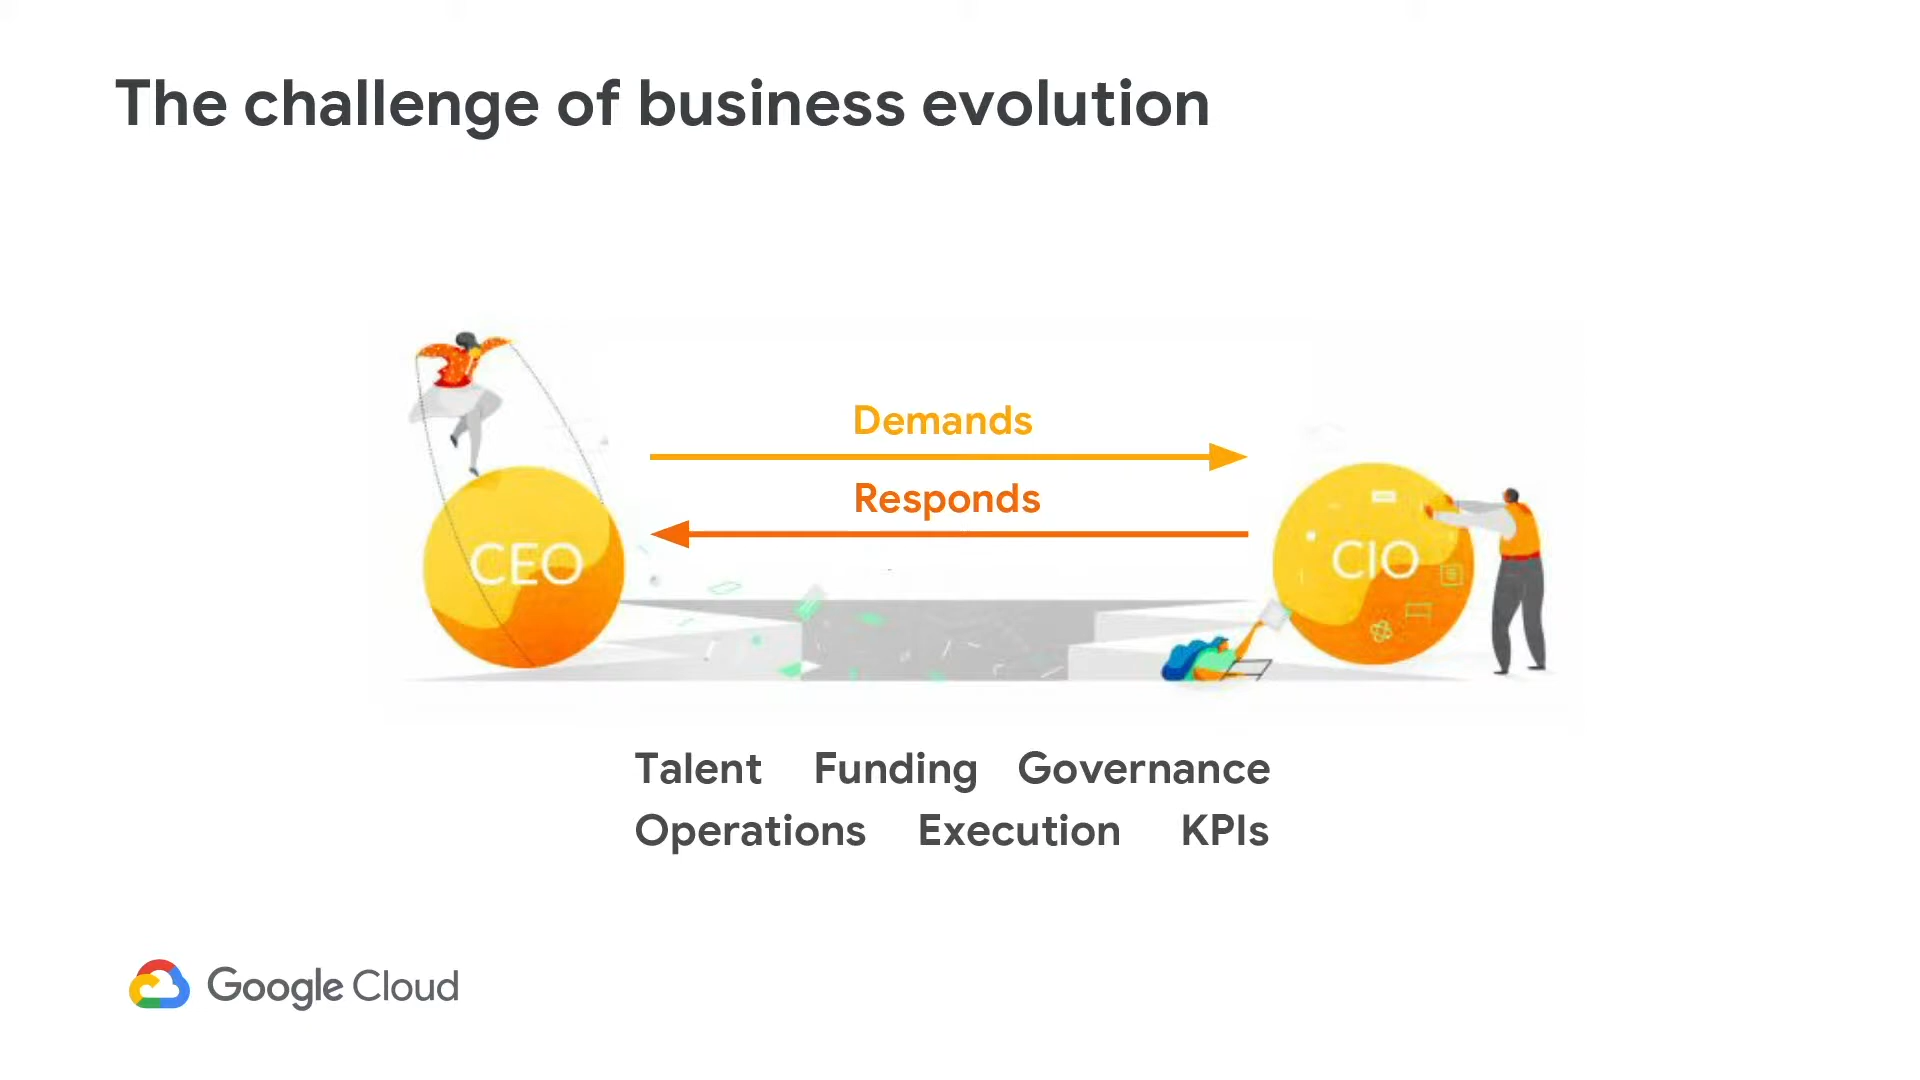 The challenge of business evolution
Demands
Responds
CEO
CIO
Talent Funding Governance
Operations Execution KPIs
Google Cloud